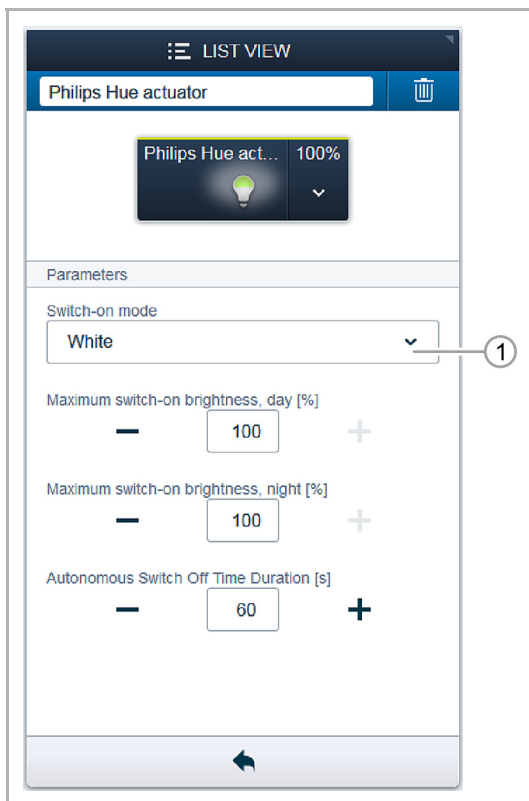 LIST VIEW
Philips Hue actuator
Philips Hue act... 100%
Parameters
Switch-on mode
White
1
Maximum switch-on brightness, day [%]
100
Maximum switch-on brightness, night [%]
100
Autonomous Switch Off Time Duration [s]
60